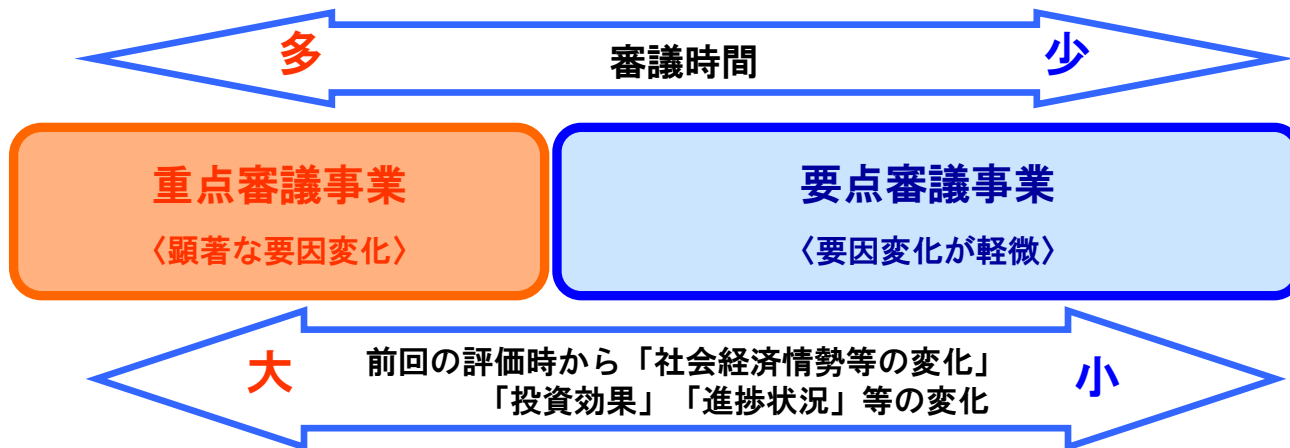 多 審議時間 少
重点審議事業
〈顕著な要因変化〉
要点審議事業
〈要因変化が軽微〉
大 前回の評価時から「社会経済情勢等の変化」 小
「投資効果」「進捗状況」等の変化